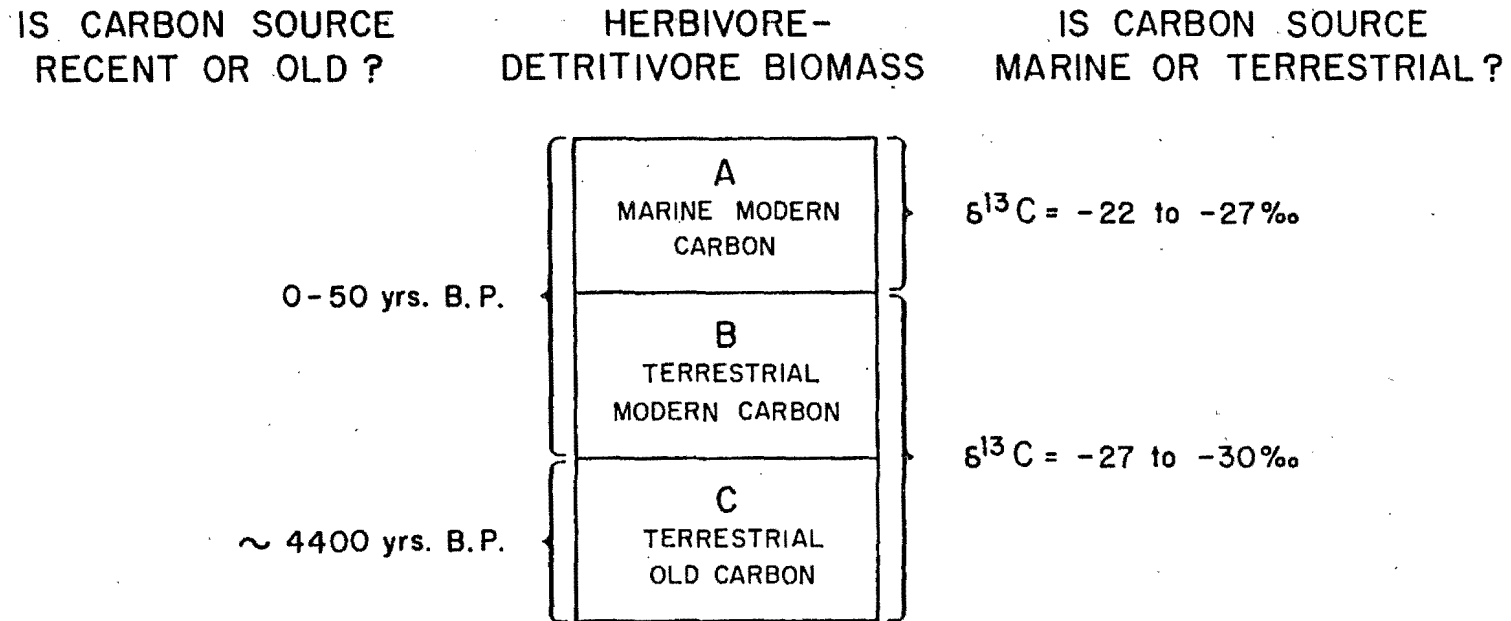 IS CARBON SOURCE
RECENT OR OLD ?
HERBIVORE-
DETRITIVORE BIOMASS
IS CARBON SOURCE
MARINE OR TERRESTRIAL ?
A
MARINE MODERN
CARBON
δ¹³C = -22 to -27‰
0-50 yrs. B.P.
B
TERRESTRIAL
MODERN CARBON
δ¹³C = -27 to -30‰
~ 4400 yrs. B.P.
C
TERRESTRIAL
OLD CARBON